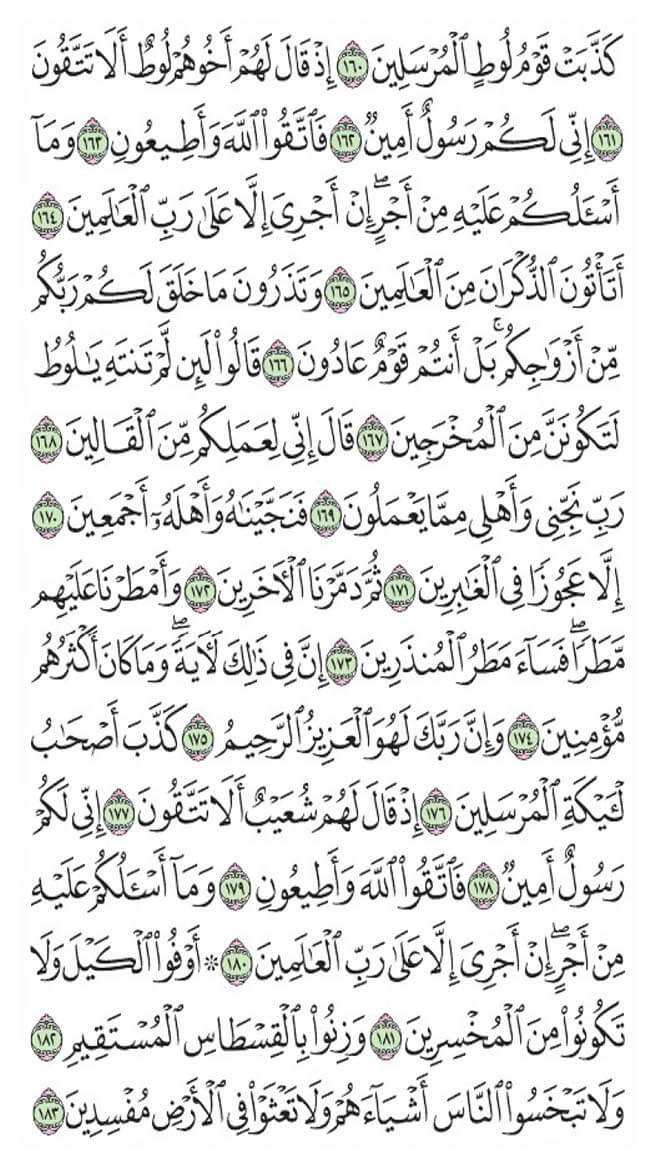 كَذَّبَتۡ قَوۡمُ لُوطٍ ٱلۡمُرۡسَلِينَ ١٦٠ إِذۡ قَالَ لَهُمۡ أَخُوهُمۡ لُوطٌ أَلَا تَتَّقُونَ
١٦١ إِنِّي لَكُمۡ رَسُولٌ أَمِينٞ ١٦٢ فَٱتَّقُواْ ٱللَّهَ وَأَطِيعُونِ ١٦٣ وَمَآ
أَسۡـَٔلُكُمۡ عَلَيۡهِ مِنۡ أَجۡرٍۖ إِنۡ أَجۡرِيَ إِلَّا عَلَىٰ رَبِّ ٱلۡعَٰلَمِينَ ١٦٤
أَتَأۡتُونَ ٱلذُّكۡرَانَ مِنَ ٱلۡعَٰلَمِينَ ١٦٥ وَتَذَرُونَ مَا خَلَقَ لَكُمۡ رَبُّكُم
مِّنۡ أَزۡوَٰجِكُمۚ بَلۡ أَنتُمۡ قَوۡمٌ عَادُونَ ١٦٦ قَالُواْ لَئِن لَّمۡ تَنتَهِ يَٰلُوطُ
لَتَكُونَنَّ مِنَ ٱلۡمُخۡرَجِينَ ١٦٧ قَالَ إِنِّي لِعَمَلِكُم مِّنَ ٱلۡقَالِينَ ١٦٨
رَبِّ نَجِّنِي وَأَهۡلِي مِمَّا يَعۡمَلُونَ ١٦٩ فَنَجَّيۡنَٰهُ وَأَهۡلَهُۥٓ أَجۡمَعِينَ ١٧٠
إِلَّا عَجُوزٗا فِي ٱلۡغَٰبِرِينَ ١٧١ ثُمَّ دَمَّرۡنَا ٱلۡأٓخَرِينَ ١٧٢ وَأَمۡطَرۡنَا عَلَيۡهِم
مَّطَرٗاۖ فَسَآءَ مَطَرُ ٱلۡمُنذَرِينَ ١٧٣ إِنَّ فِي ذَٰلِكَ لَأٓيَةٗۖ وَمَا كَانَ أَكۡثَرُهُم
مُّؤۡمِنِينَ ١٧٤ وَإِنَّ رَبَّكَ لَهُوَ ٱلۡعَزِيزُ ٱلرَّحِيمُ ١٧٥ كَذَّبَ أَصۡحَٰبُ
لۡـَٔيۡكَةِ ٱلۡمُرۡسَلِينَ ١٧٦ إِذۡ قَالَ لَهُمۡ شُعَيۡبٌ أَلَا تَتَّقُونَ ١٧٧ إِنِّي لَكُمۡ
رَسُولٌ أَمِينٞ ١٧٨ فَٱتَّقُواْ ٱللَّهَ وَأَطِيعُونِ ١٧٩ وَمَآ أَسۡـَٔلُكُمۡ عَلَيۡهِ
مِنۡ أَجۡرٍۖ إِنۡ أَجۡرِيَ إِلَّا عَلَىٰ رَبِّ ٱلۡعَٰلَمِينَ ١٨٠ * أَوۡفُواْ ٱلۡكَيۡلَ وَلَا
تَكُونُواْ مِنَ ٱلۡمُخۡسِرِينَ ١٨١ وَزِنُواْ بِٱلۡقِسۡطَاسِ ٱلۡمُسۡتَقِيمِ ١٨٢
وَلَا تَبۡخَسُواْ ٱلنَّاسَ أَشۡيَآءَهُمۡ وَلَا تَعۡثَوۡاْ فِي ٱلۡأَرۡضِ مُفۡسِدِينَ ١٨٣